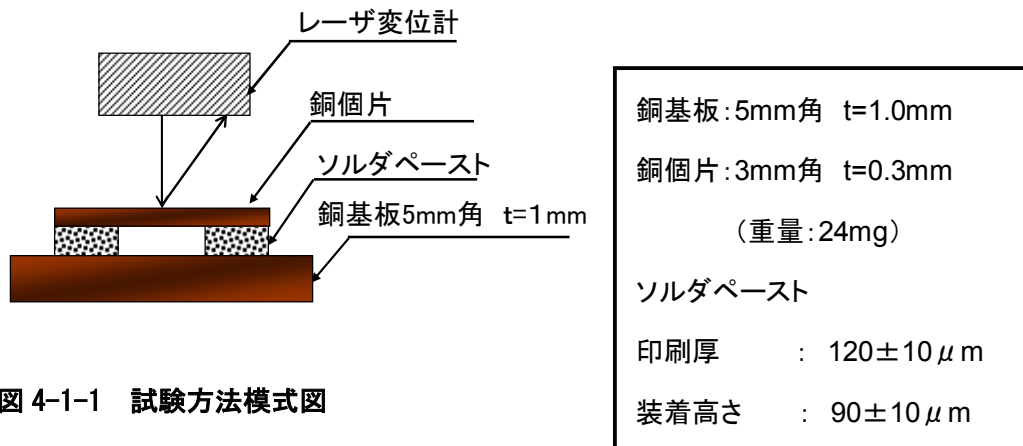 レーザ変位計
銅個片
ソルダペースト
銅基板5mm角 t=1mm
図 4-1-1 試験方法模式図
銅基板:5mm角 t=1.0mm
銅個片:3mm角 t=0.3mm
(重量:24mg)
ソルダペースト
印刷厚 : 120±10μm
装着高さ : 90±10μm